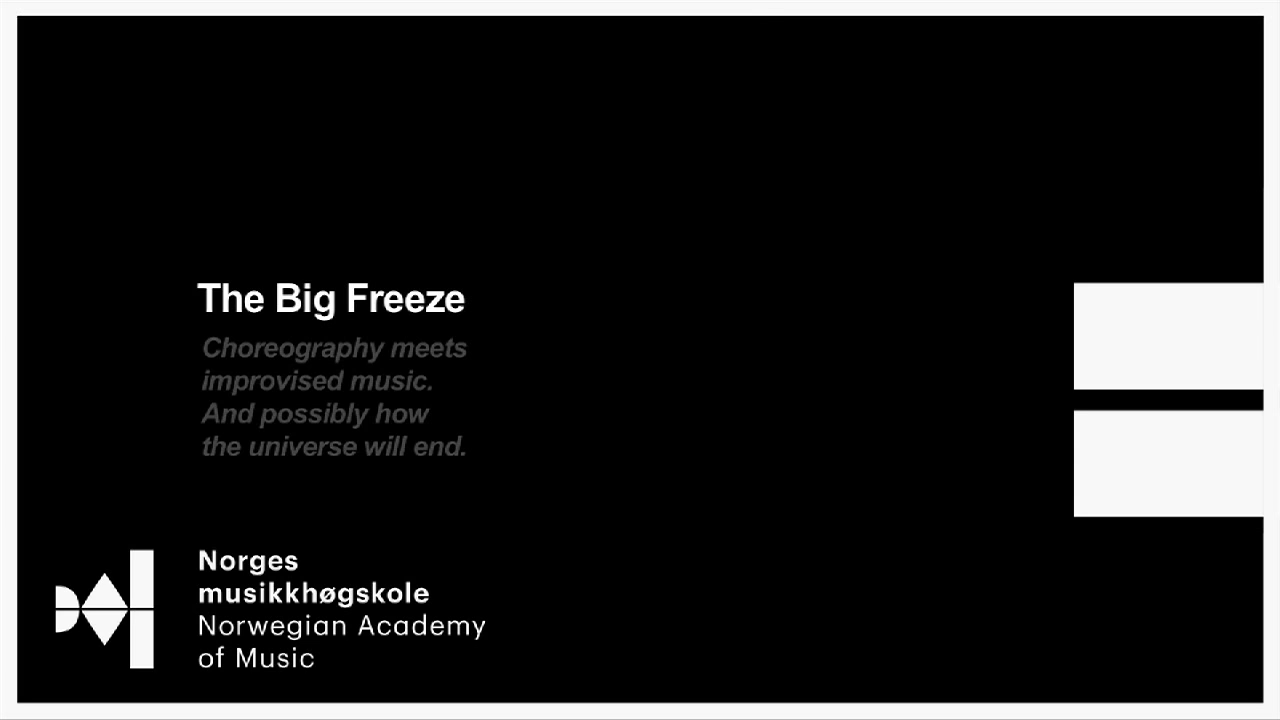 The Big Freeze
Choreography meets
improvised music.
And possibly how
the universe will end.
Norges
musikkhøgskole
Norwegian Academy
of Music